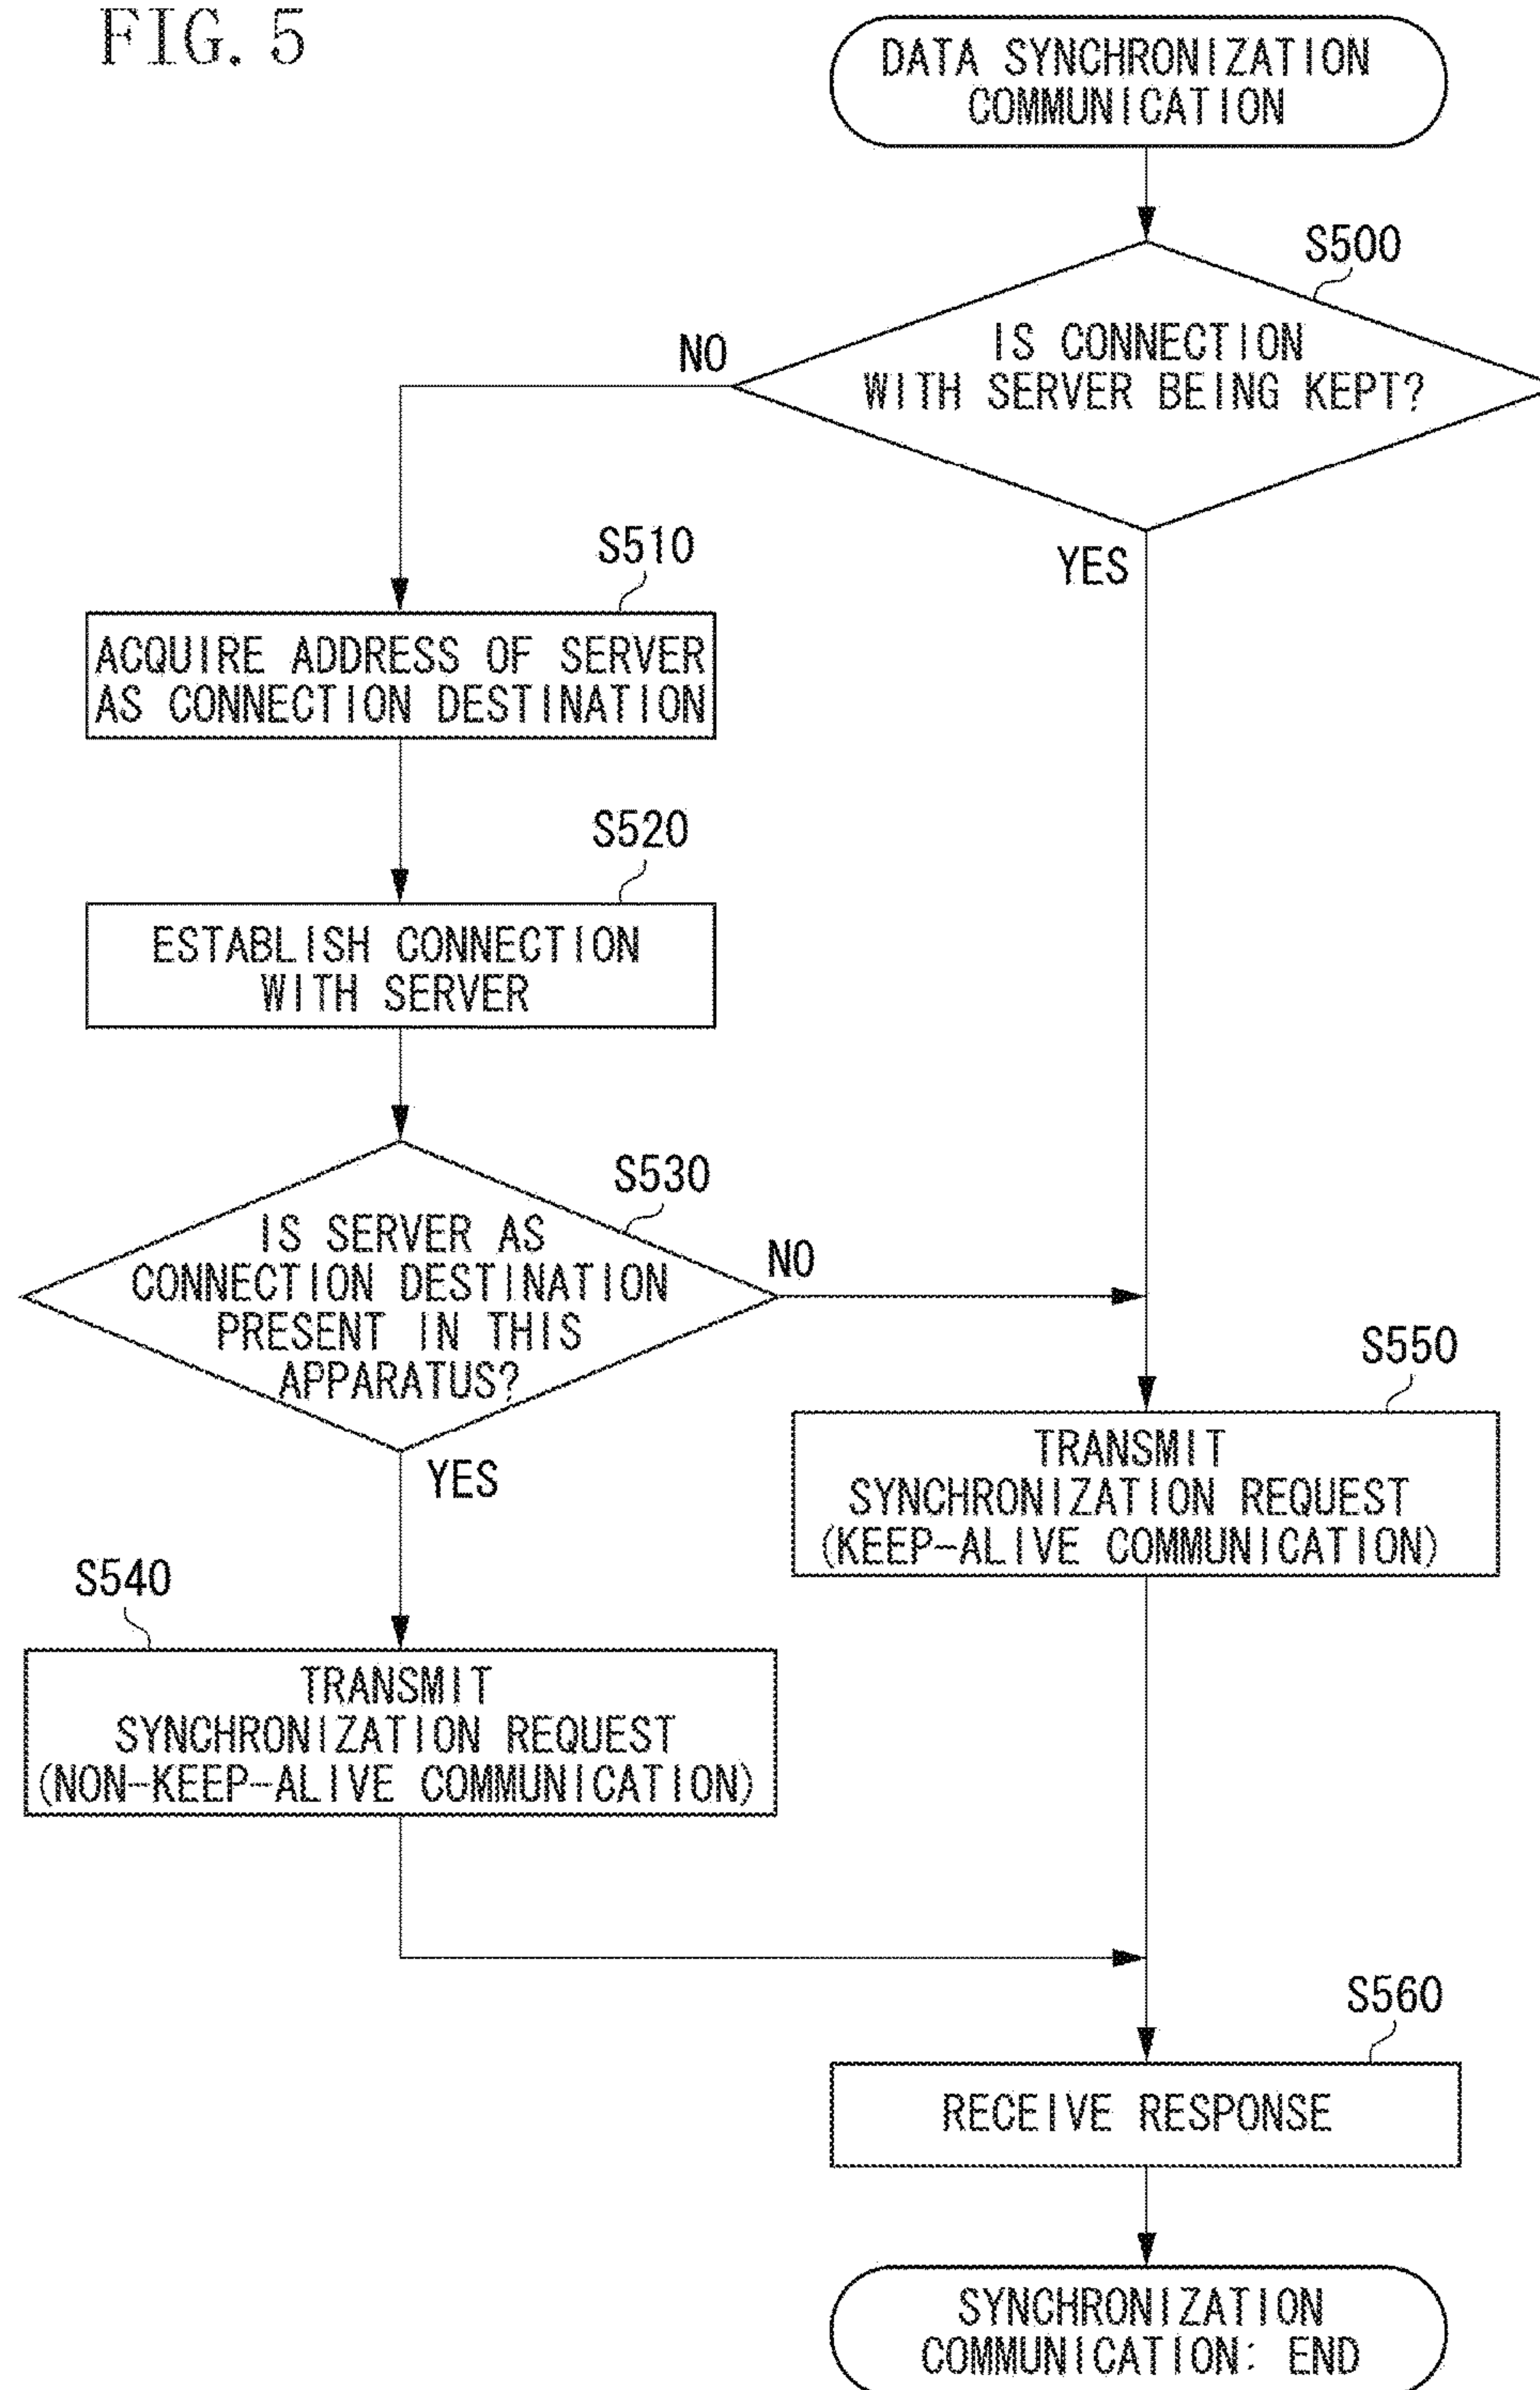 FIG. 5
DATA SYNCHRONIZATION
COMMUNICATION
S500
IS CONNECTION
WITH SERVER BEING KEPT?
NO
YES
S510
ACQUIRE ADDRESS OF SERVER
AS CONNECTION DESTINATION
S520
ESTABLISH CONNECTION
WITH SERVER
S530
IS SERVER AS
CONNECTION DESTINATION
PRESENT IN THIS
APPARATUS?
NO
YES
S540
TRANSMIT
SYNCHRONIZATION REQUEST
(NON-KEEP-ALIVE COMMUNICATION)
S550
TRANSMIT
SYNCHRONIZATION REQUEST
(KEEP-ALIVE COMMUNICATION)
S560
RECEIVE RESPONSE
SYNCHRONIZATION
COMMUNICATION: END